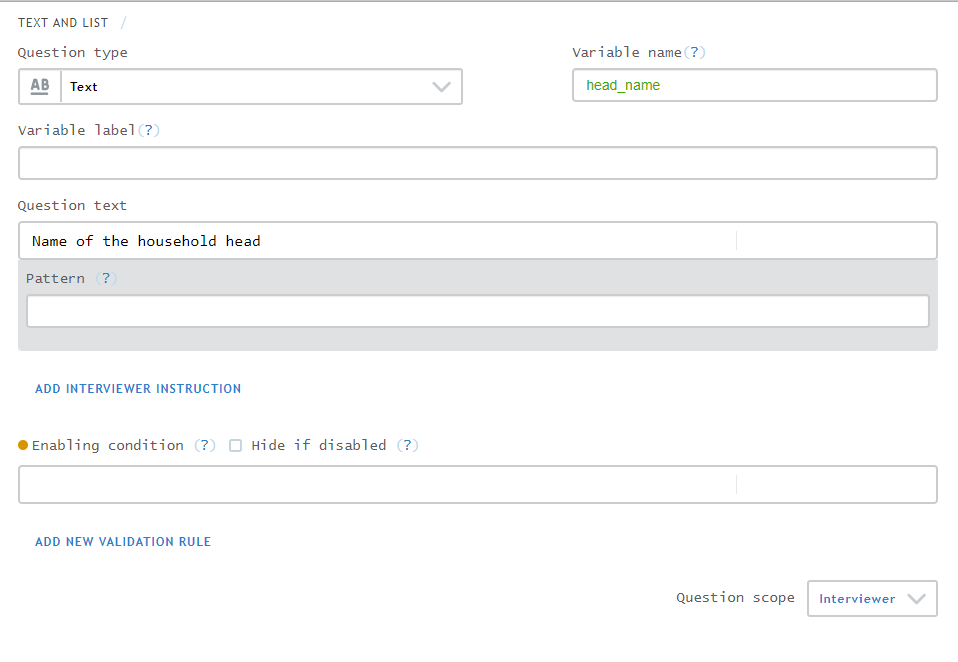 TEXT AND LIST /
Question type
Variable name(?)
AB Text
head_name
Variable label(?)
Question text
Name of the household head
Pattern (?)
ADD INTERVIEWER INSTRUCTION
Enabling condition (?) Hide if disabled (?)
ADD NEW VALIDATION RULE
Question scope Interviewer